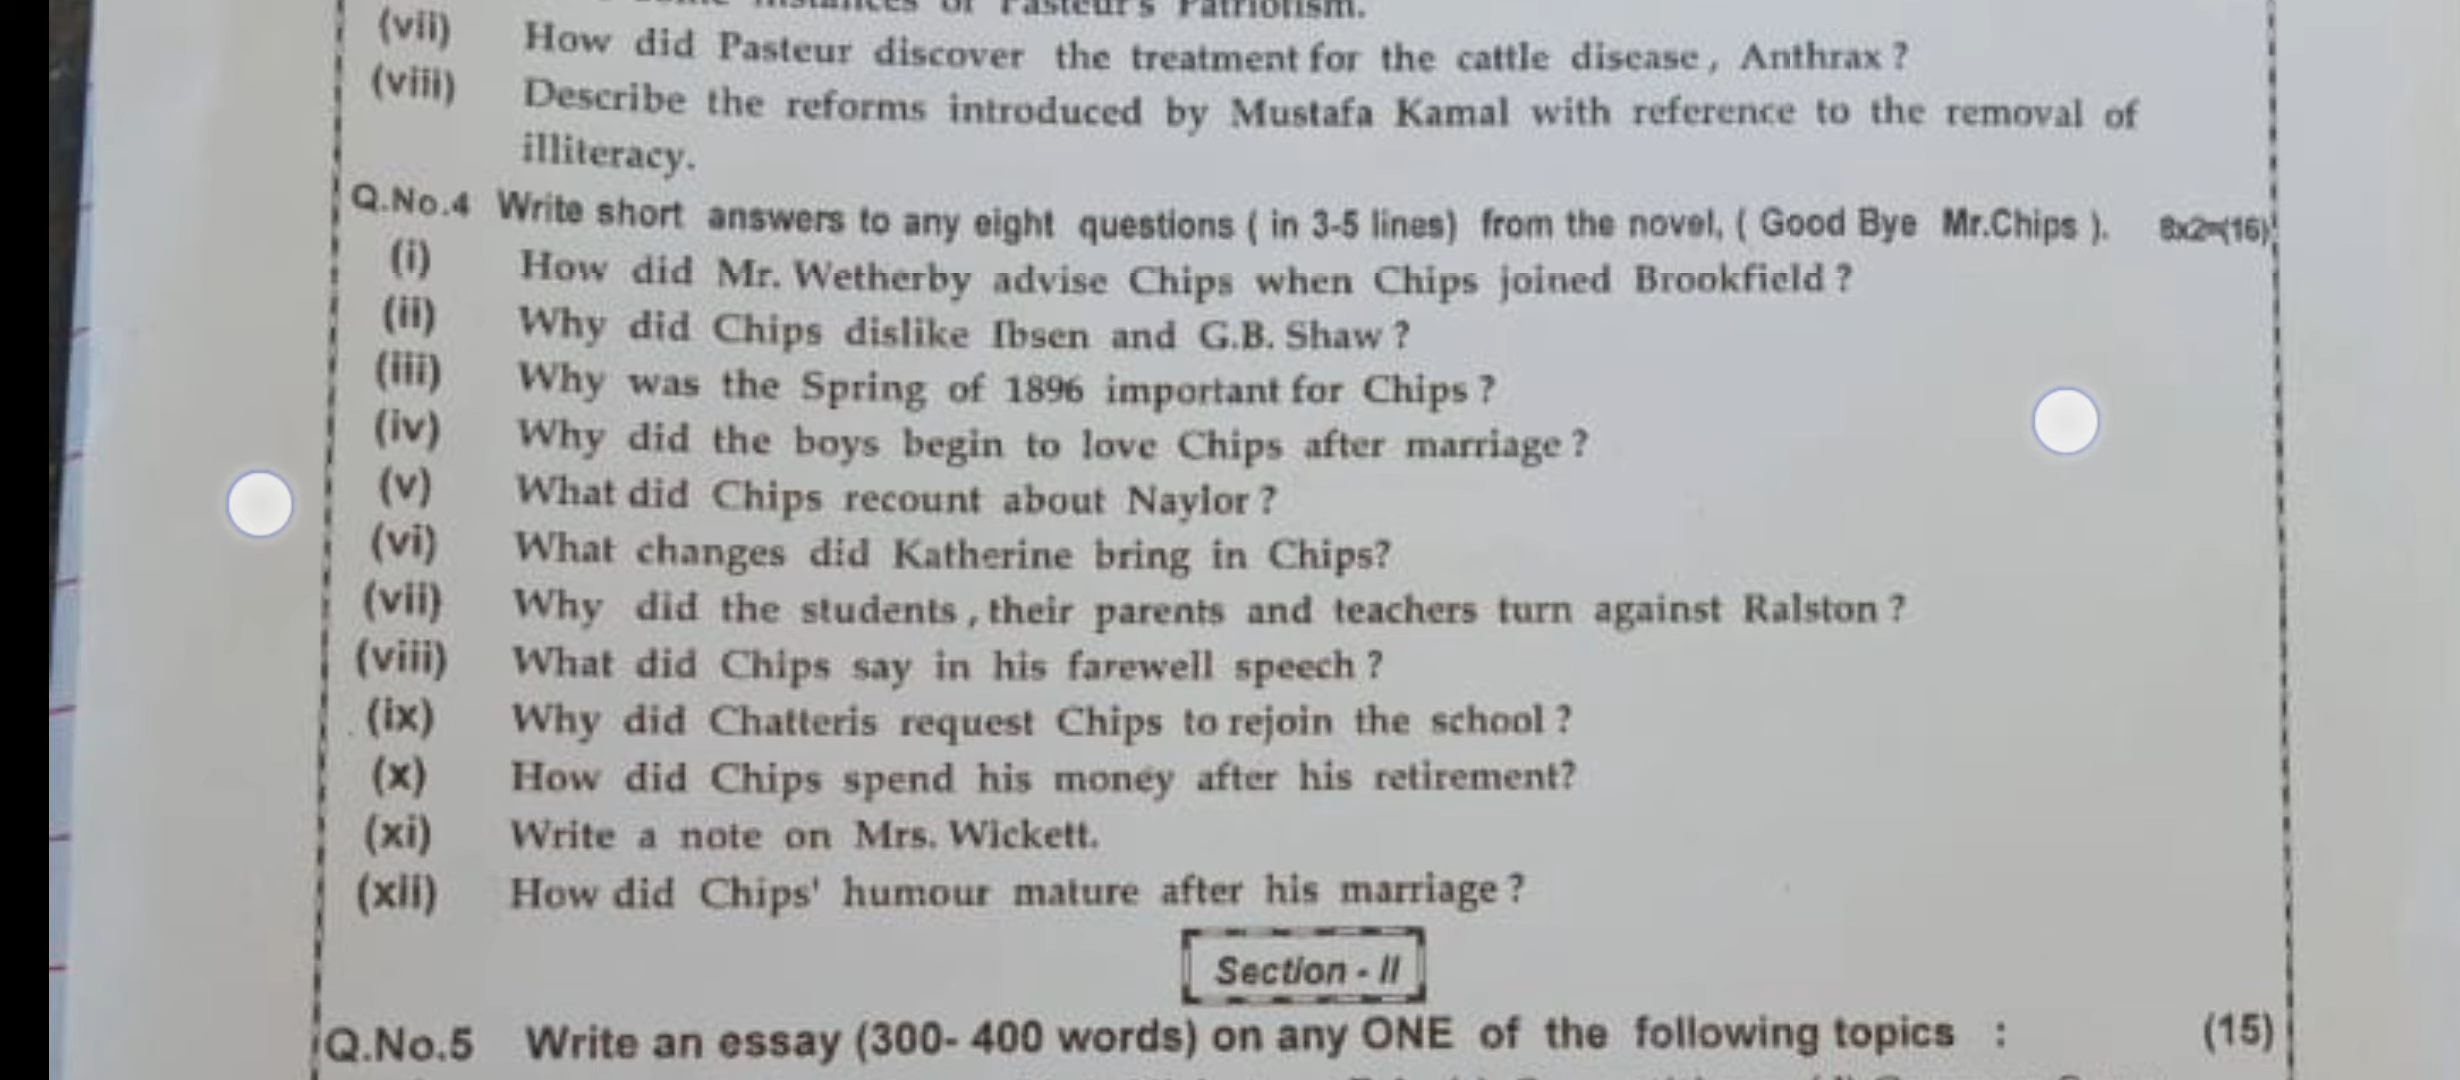 instances of Pasteur's Patriotism.
(vii) How did Pasteur discover the treatment for the cattle disease, Anthrax ?
(viii) Describe the reforms introduced by Mustafa Kamal with reference to the removal of
illiteracy.
Q.No.4 Write short answers to any eight questions ( in 3-5 lines) from the novel, ( Good Bye Mr.Chips ). 8x2=(16)
(i) How did Mr. Wetherby advise Chips when Chips joined Brookfield ?
(ii) Why did Chips dislike Ibsen and G.B. Shaw ?
(iii) Why was the Spring of 1896 important for Chips ?
(iv) Why did the boys begin to love Chips after marriage ?
(v) What did Chips recount about Naylor ?
(vi) What changes did Katherine bring in Chips?
(vii) Why did the students , their parents and teachers turn against Ralston ?
(viii) What did Chips say in his farewell speech ?
(ix) Why did Chatteris request Chips to rejoin the school ?
(x) How did Chips spend his money after his retirement?
(xi) Write a note on Mrs. Wickett.
(xii) How did Chips' humour mature after his marriage ?
Section - II
Q.No.5 Write an essay (300- 400 words) on any ONE of the following topics : (15)